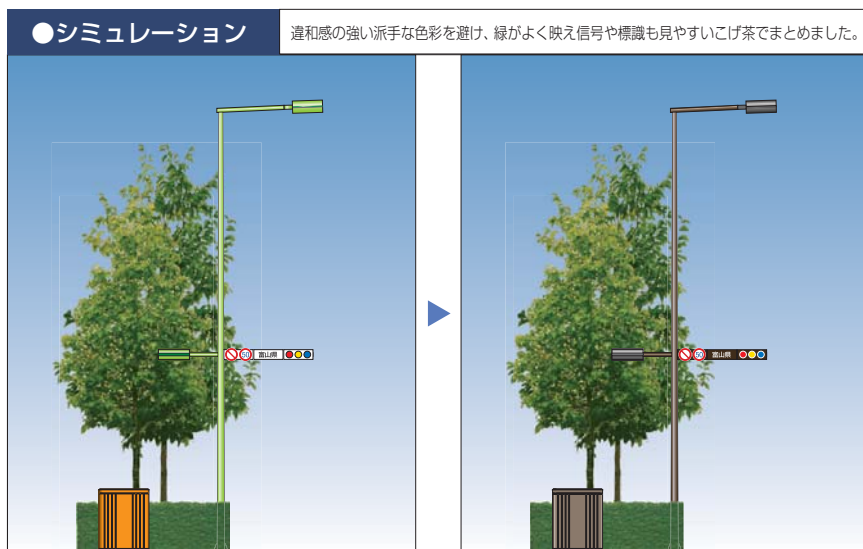 ●シミュレーション
違和感の強い派手な色彩を避け、緑がよく映え信号や標識も見やすいこげ茶でまとめました。
50 富山県
50 富山県